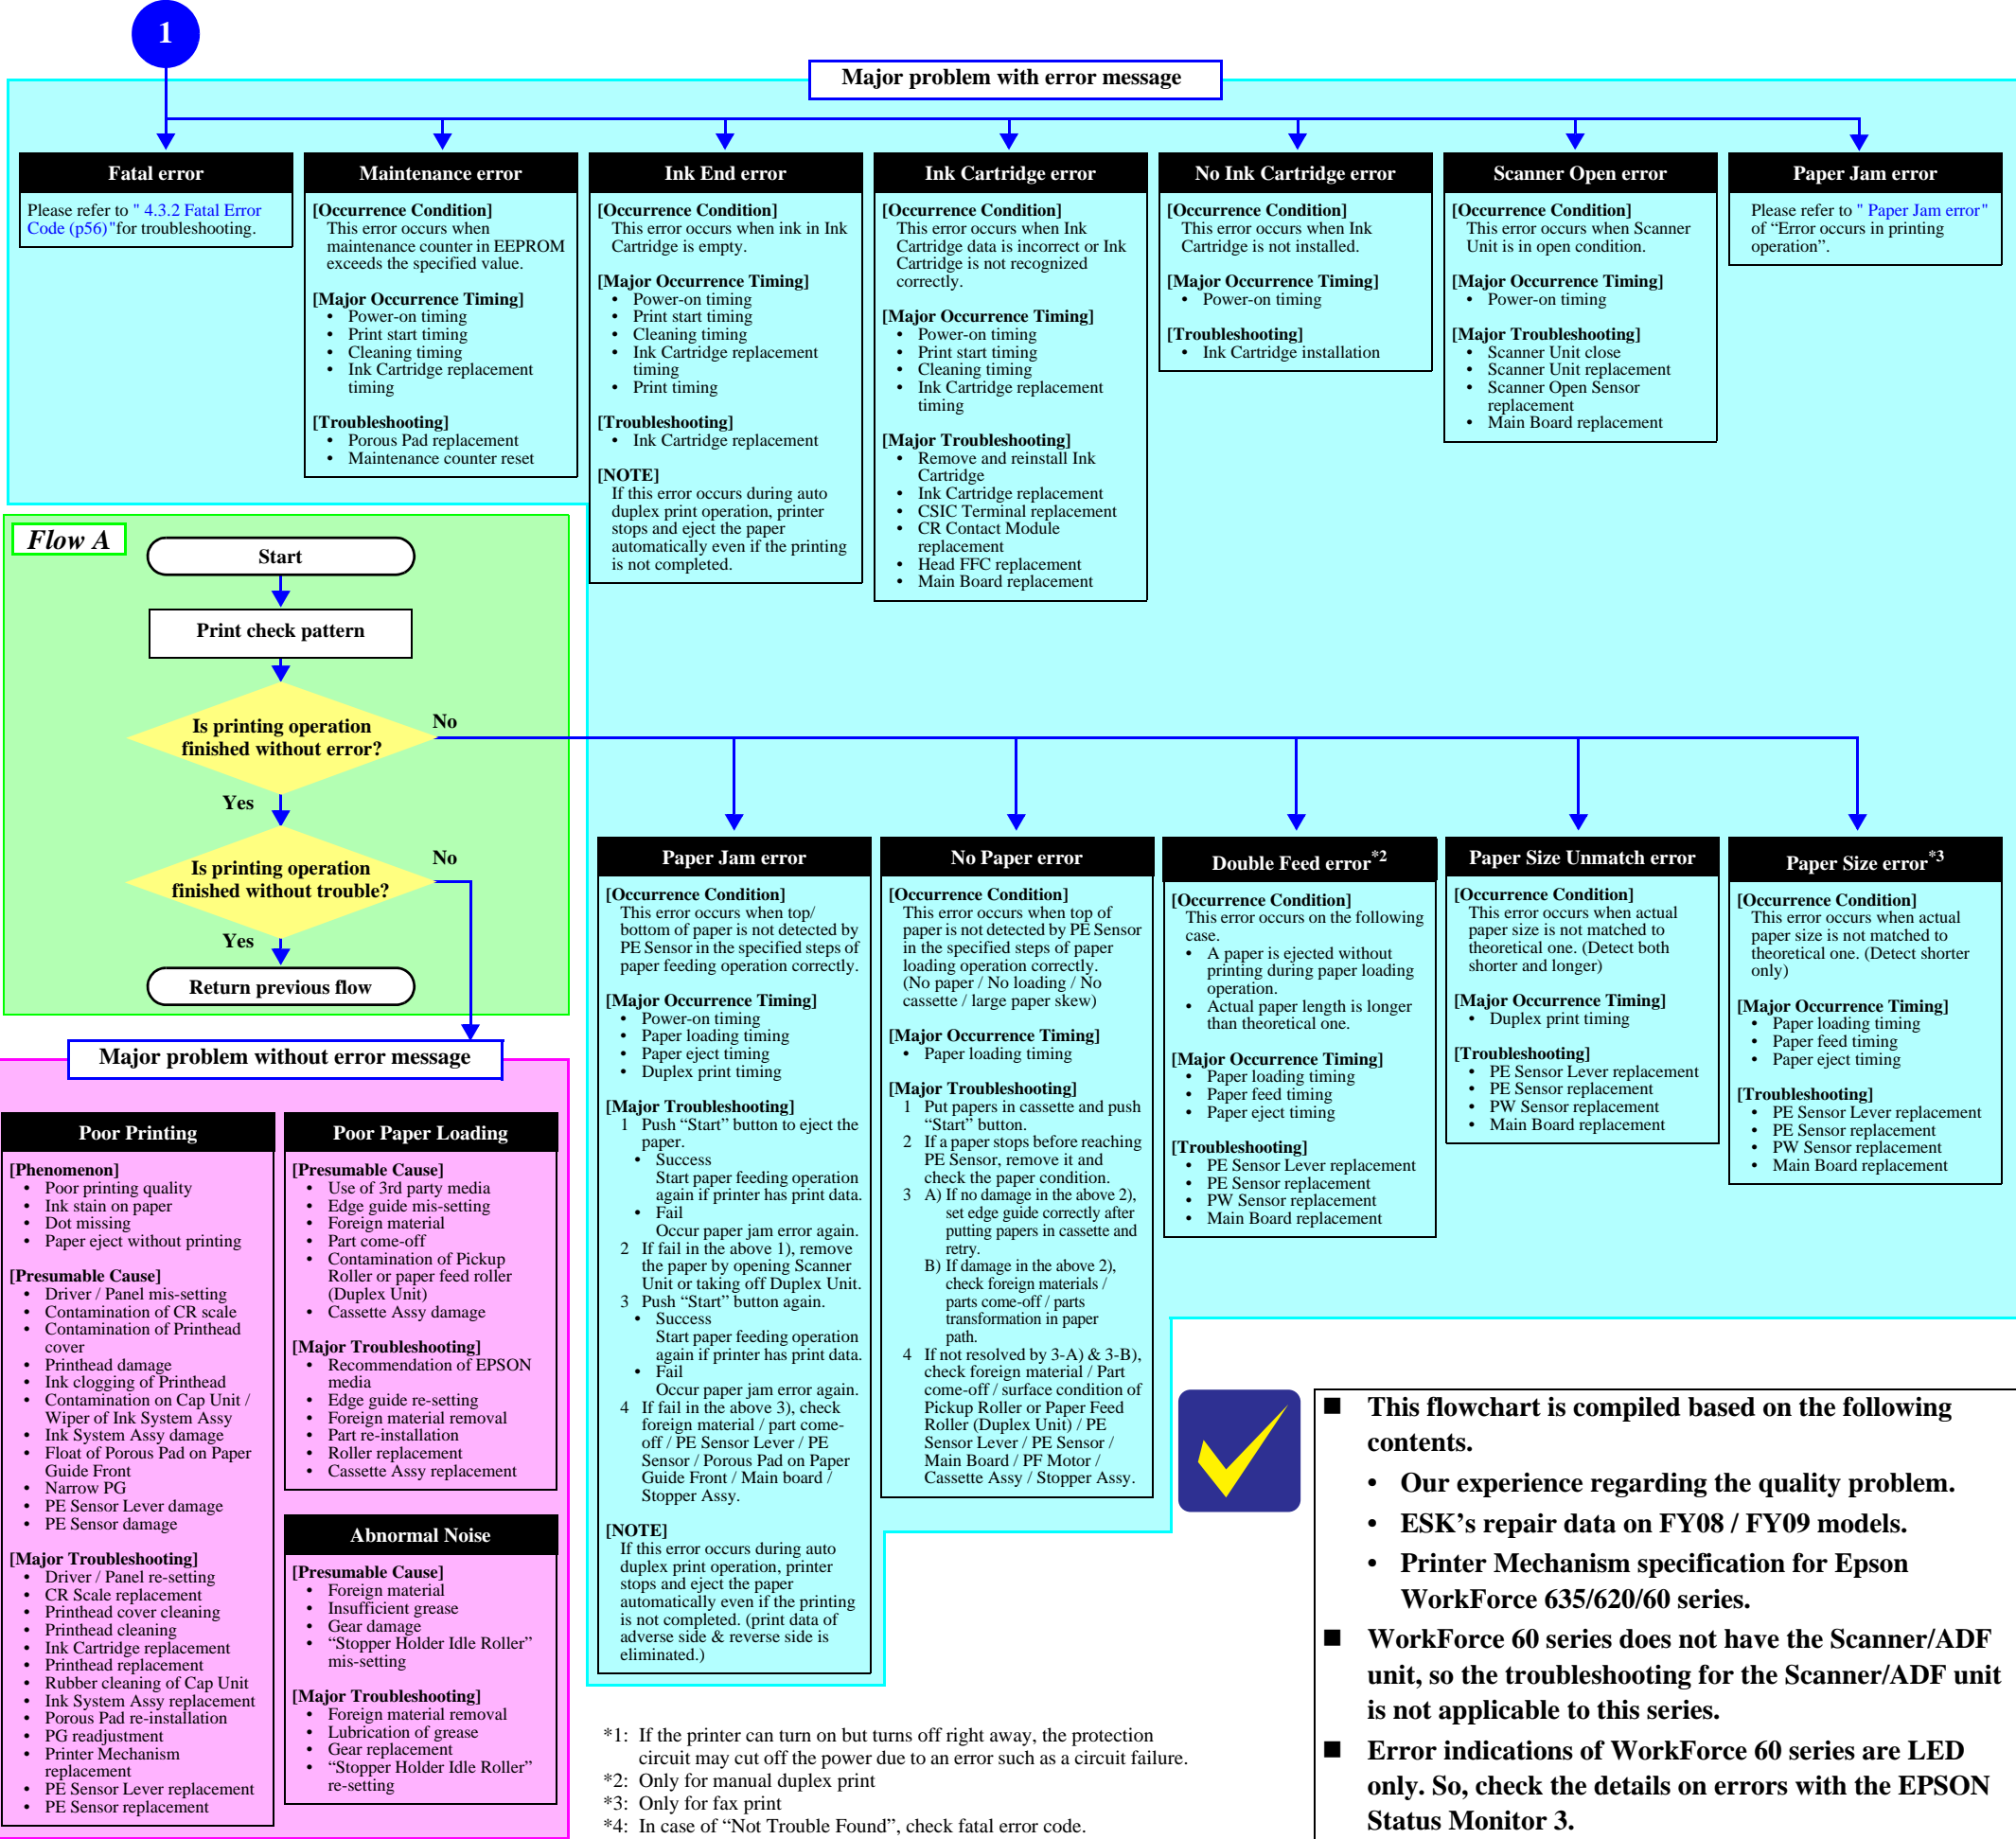 1
Major problem with error message
Fatal error
Please refer to " 4.3.2 Fatal Error
Code (p56)"for troubleshooting.
Maintenance error
[Occurrence Condition]
This error occurs when
maintenance counter in EEPROM
exceeds the specified value.
[Major Occurrence Timing]
• Power-on timing
• Print start timing
• Cleaning timing
• Ink Cartridge replacement
timing
[Troubleshooting]
• Porous Pad replacement
• Maintenance counter reset
Ink End error
[Occurrence Condition]
This error occurs when ink in Ink
Cartridge is empty.
[Major Occurrence Timing]
• Power-on timing
• Print start timing
• Cleaning timing
• Ink Cartridge replacement
timing
• Print timing
[Troubleshooting]
• Ink Cartridge replacement
[NOTE]
If this error occurs during auto
duplex print operation, printer
stops and eject the paper
automatically even if the printing
is not completed.
Ink Cartridge error
[Occurrence Condition]
This error occurs when Ink
Cartridge data is incorrect or Ink
Cartridge is not recognized
correctly.
[Major Occurrence Timing]
• Power-on timing
• Print start timing
• Cleaning timing
• Ink Cartridge replacement
timing
[Major Troubleshooting]
• Remove and reinstall Ink
Cartridge
• Ink Cartridge replacement
• CSIC Terminal replacement
• CR Contact Module
replacement
• Head FFC replacement
• Main Board replacement
No Ink Cartridge error
[Occurrence Condition]
This error occurs when Ink
Cartridge is not installed.
[Major Occurrence Timing]
• Power-on timing
[Troubleshooting]
• Ink Cartridge installation
Scanner Open error
[Occurrence Condition]
This error occurs when Scanner
Unit is in open condition.
[Major Occurrence Timing]
• Power-on timing
[Major Troubleshooting]
• Scanner Unit close
• Scanner Unit replacement
• Scanner Open Sensor
replacement
• Main Board replacement
Paper Jam error
Please refer to " Paper Jam error"
of “Error occurs in printing
operation”.
Flow A
Start
Print check pattern
Is printing operation
finished without error?
No
Yes
Is printing operation
finished without trouble?
No
Yes
Return previous flow
Paper Jam error
[Occurrence Condition]
This error occurs when top/
bottom of paper is not detected by
PE Sensor in the specified steps of
paper feeding operation correctly.
[Major Occurrence Timing]
• Power-on timing
• Paper loading timing
• Paper eject timing
• Duplex print timing
[Major Troubleshooting]
1 Push “Start” button to eject the
paper.
• Success
Start paper feeding operation
again if printer has print data.
• Fail
Occur paper jam error again.
2 If fail in the above 1), remove
the paper by opening Scanner
Unit or taking off Duplex Unit.
3 Push “Start” button again.
• Success
Start paper feeding operation
again if printer has print data.
• Fail
Occur paper jam error again.
4 If fail in the above 3), check
foreign material / part come-
off / PE Sensor Lever / PE
Sensor / Porous Pad on Paper
Guide Front / Main board /
Stopper Assy.
[NOTE]
If this error occurs during auto
duplex print operation, printer
stops and eject the paper
automatically even if the printing
is not completed. (print data of
adverse side & reverse side is
eliminated.)
No Paper error
[Occurrence Condition]
This error occurs when top of
paper is not detected by PE Sensor
in the specified steps of paper
loading operation correctly.
(No paper / No loading / No
cassette / large paper skew)
[Major Occurrence Timing]
• Paper loading timing
[Major Troubleshooting]
1 Put papers in cassette and push
“Start” button.
2 If a paper stops before reaching
PE Sensor, remove it and
check the paper condition.
3 A) If no damage in the above 2),
set edge guide correctly after
putting papers in cassette and
retry.
B) If damage in the above 2),
check foreign materials /
parts come-off / parts
transformation in paper
path.
4 If not resolved by 3-A) & 3-B),
check foreign material / Part
come-off / surface condition of
Pickup Roller or Paper Feed
Roller (Duplex Unit) / PE
Sensor Lever / PE Sensor /
Main Board / PF Motor /
Cassette Assy / Stopper Assy.
Double Feed error*2
[Occurrence Condition]
This error occurs on the following
case.
• A paper is ejected without
printing during paper loading
operation.
• Actual paper length is longer
than theoretical one.
[Major Occurrence Timing]
• Paper loading timing
• Paper feed timing
• Paper eject timing
[Troubleshooting]
• PE Sensor Lever replacement
• PE Sensor replacement
• PW Sensor replacement
• Main Board replacement
Paper Size Unmatch error
[Occurrence Condition]
This error occurs when actual
paper size is not matched to
theoretical one. (Detect both
shorter and longer)
[Major Occurrence Timing]
• Duplex print timing
[Troubleshooting]
• PE Sensor Lever replacement
• PE Sensor replacement
• PW Sensor replacement
• Main Board replacement
Paper Size error*3
[Occurrence Condition]
This error occurs when actual
paper size is not matched to
theoretical one. (Detect shorter
only)
[Major Occurrence Timing]
• Paper loading timing
• Paper feed timing
• Paper eject timing
[Troubleshooting]
• PE Sensor Lever replacement
• PE Sensor replacement
• PW Sensor replacement
• Main Board replacement
Major problem without error message
Poor Printing
[Phenomenon]
• Poor printing quality
• Ink stain on paper
• Dot missing
• Paper eject without printing
[Presumable Cause]
• Driver / Panel mis-setting
• Contamination of CR scale
• Contamination of Printhead
cover
• Printhead damage
• Ink clogging of Printhead
• Contamination on Cap Unit /
Wiper of Ink System Assy
• Ink System Assy damage
• Float of Porous Pad on Paper
Guide Front
• Narrow PG
• PE Sensor Lever damage
• PE Sensor damage
[Major Troubleshooting]
• Driver / Panel re-setting
• CR Scale replacement
• Printhead cover cleaning
• Printhead cleaning
• Ink Cartridge replacement
• Printhead replacement
• Rubber cleaning of Cap Unit
• Ink System Assy replacement
• Porous Pad re-installation
• PG readjustment
• Printer Mechanism
replacement
• PE Sensor Lever replacement
• PE Sensor replacement
Poor Paper Loading
[Presumable Cause]
• Use of 3rd party media
• Edge guide mis-setting
• Foreign material
• Part come-off
• Contamination of Pickup
Roller or paper feed roller
(Duplex Unit)
• Cassette Assy damage
[Major Troubleshooting]
• Recommendation of EPSON
media
• Edge guide re-setting
• Foreign material removal
• Part re-installation
• Roller replacement
• Cassette Assy replacement
Abnormal Noise
[Presumable Cause]
• Foreign material
• Insufficient grease
• Gear damage
• “Stopper Holder Idle Roller”
mis-setting
[Major Troubleshooting]
• Foreign material removal
• Lubrication of grease
• Gear replacement
• “Stopper Holder Idle Roller”
re-setting
*1: If the printer can turn on but turns off right away, the protection
circuit may cut off the power due to an error such as a circuit failure.
*2: Only for manual duplex print
*3: Only for fax print
*4: In case of “Not Trouble Found”, check fatal error code.
■ This flowchart is compiled based on the following
contents.
• Our experience regarding the quality problem.
• ESK’s repair data on FY08 / FY09 models.
• Printer Mechanism specification for Epson
WorkForce 635/620/60 series.
■ WorkForce 60 series does not have the Scanner/ADF
unit, so the troubleshooting for the Scanner/ADF unit
is not applicable to this series.
■ Error indications of WorkForce 60 series are LED
only. So, check the details on errors with the EPSON
Status Monitor 3.